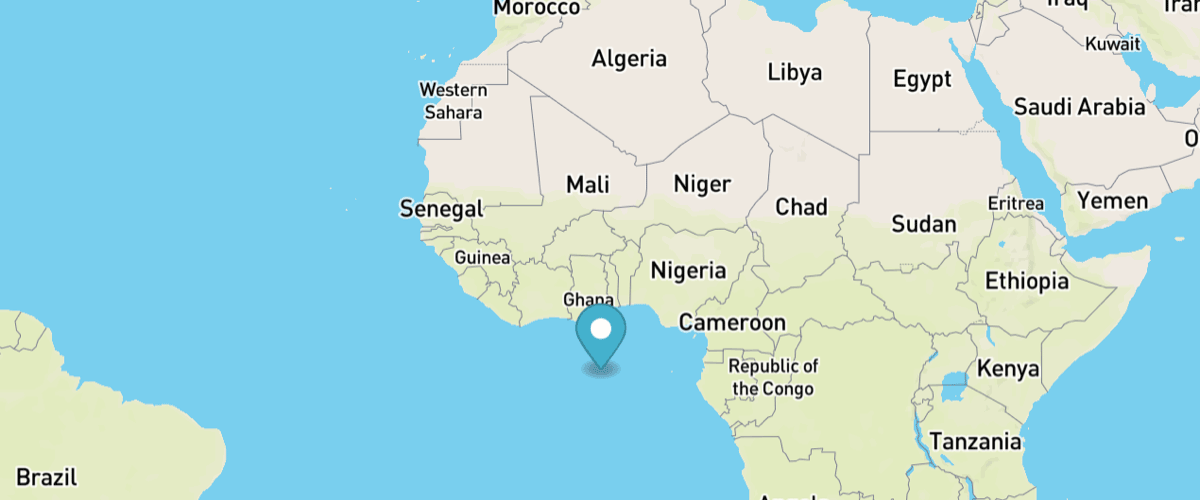 Morocco
Iraq
Iran
Kuwait
Algeria
Libya
Egypt
Western
Sahara
Saudi Arabia
Mali
Niger
Chad
Senegal
Sudan
Eritrea
Yemen
Guinea
Nigeria
Ethiopia
Ghana
Cameroon
Republic of
the Congo
Kenya
Tanzania
Brazil